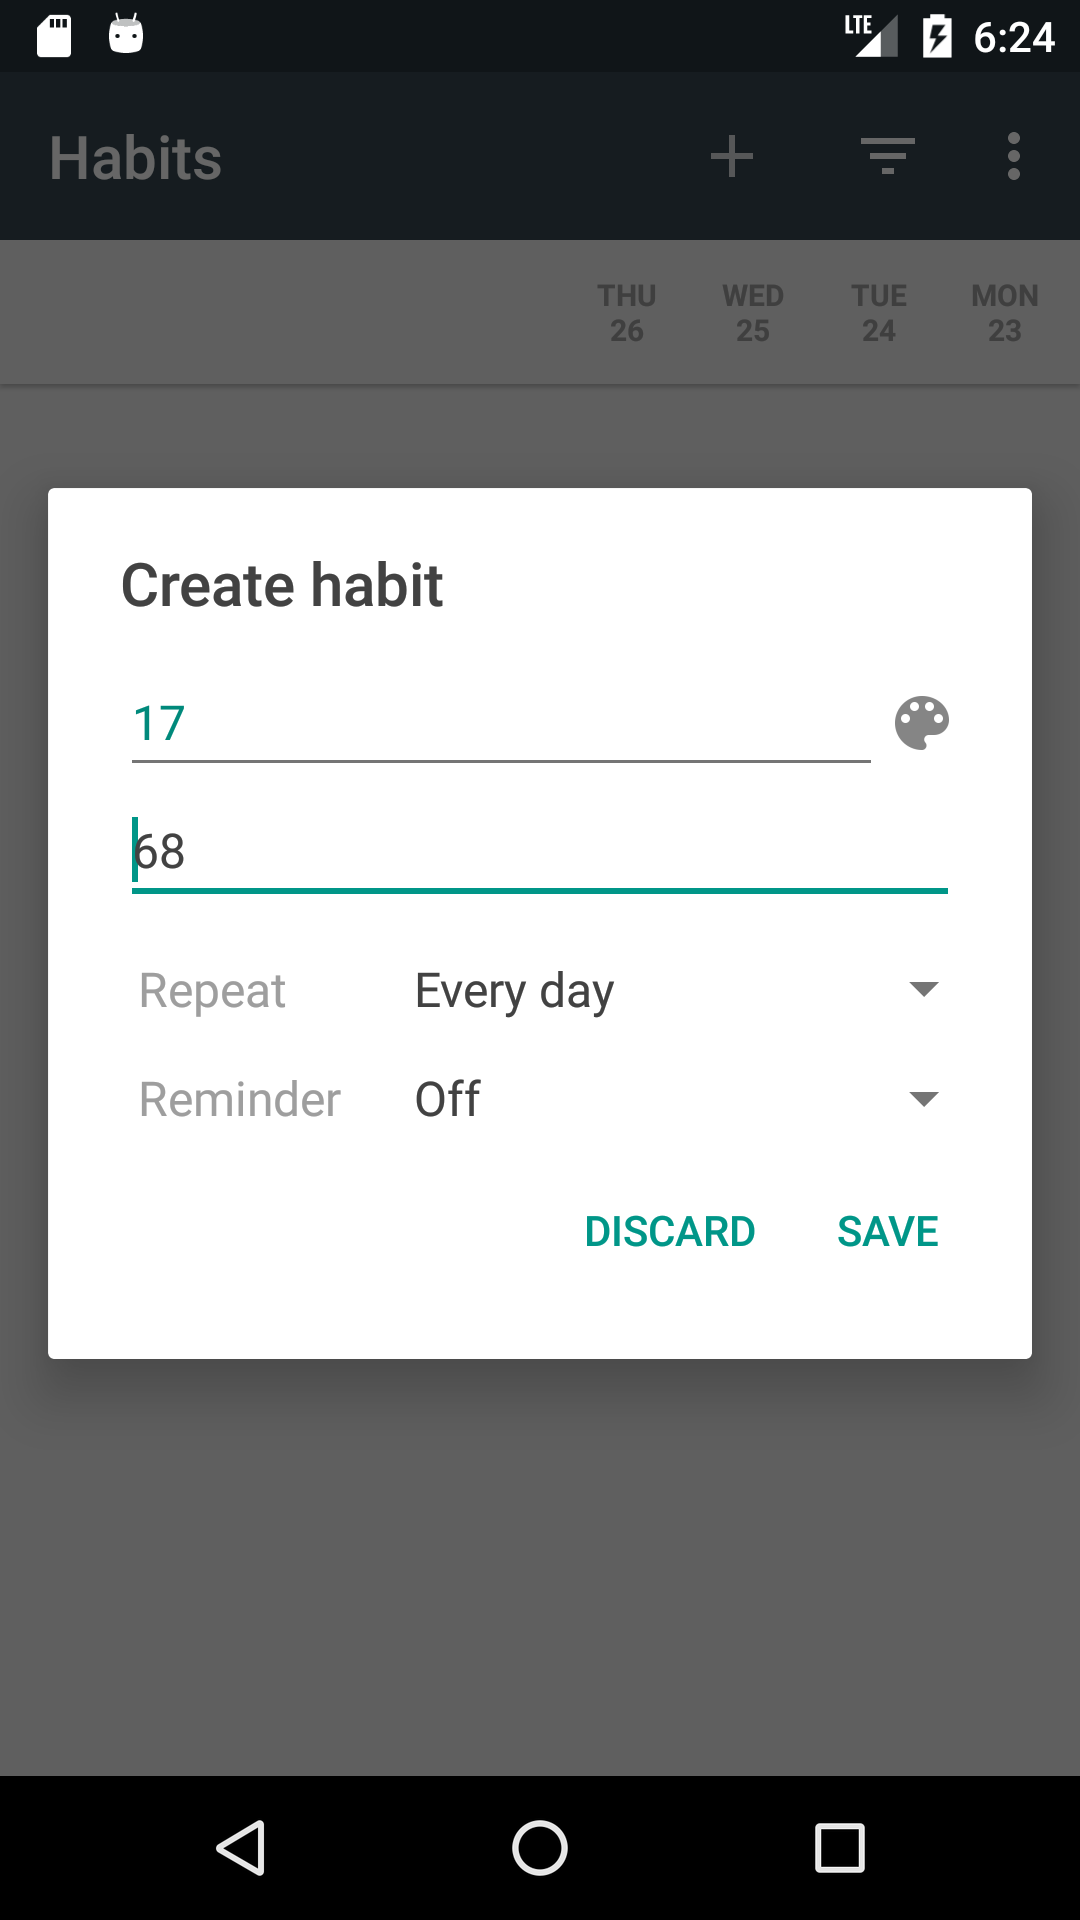 LTE 6:24
Habits
THU WED TUE MON
26 25 24 23
Create habit
17
68
Repeat Every day
Reminder Off
DISCARD SAVE